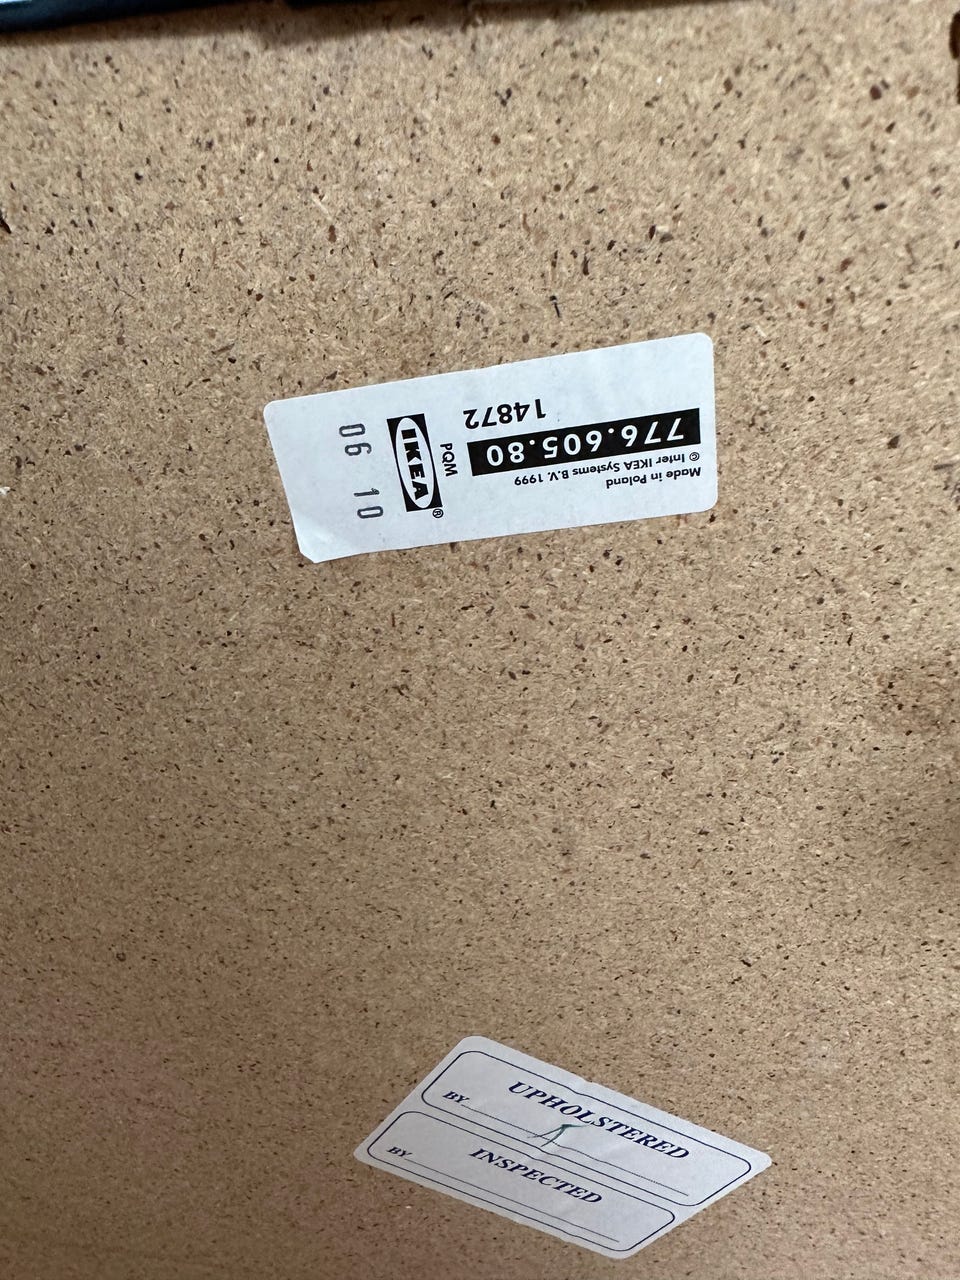 Made in Poland
© Inter IKEA Systems B.V. 1999
776.605.80
14872
PQM
IKEA®
06 10
UPHOLSTERED
BY
INSPECTED
BY